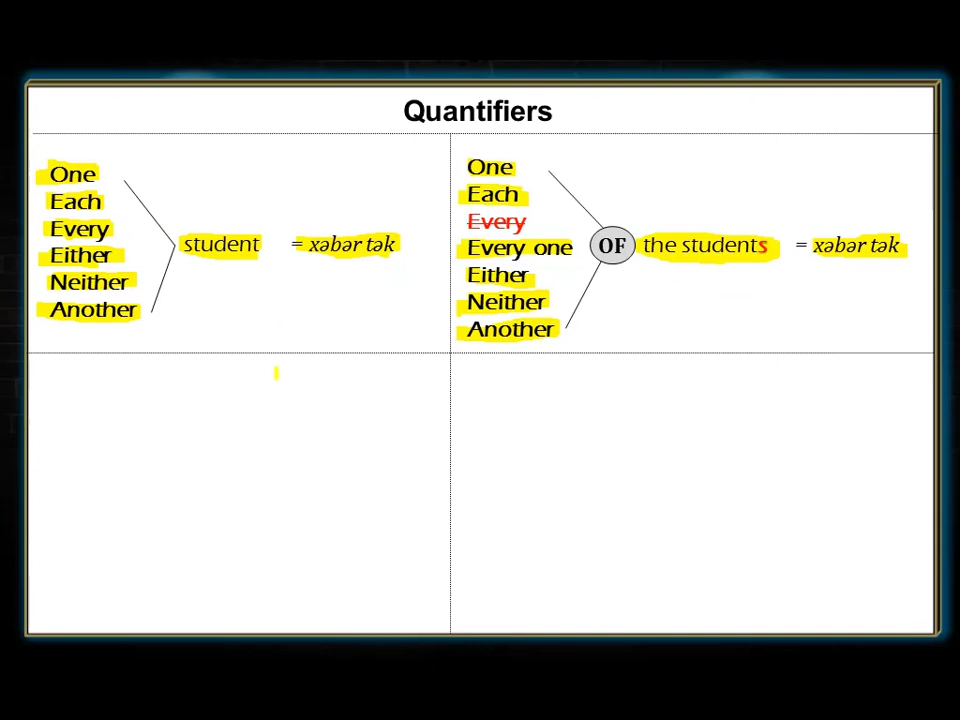 Quantifiers
One
Each
Every
Either
Neither
Another
student = xəbər tək
One
Each
Every
Every one
Either
Neither
Another
OF the students = xəbər tək